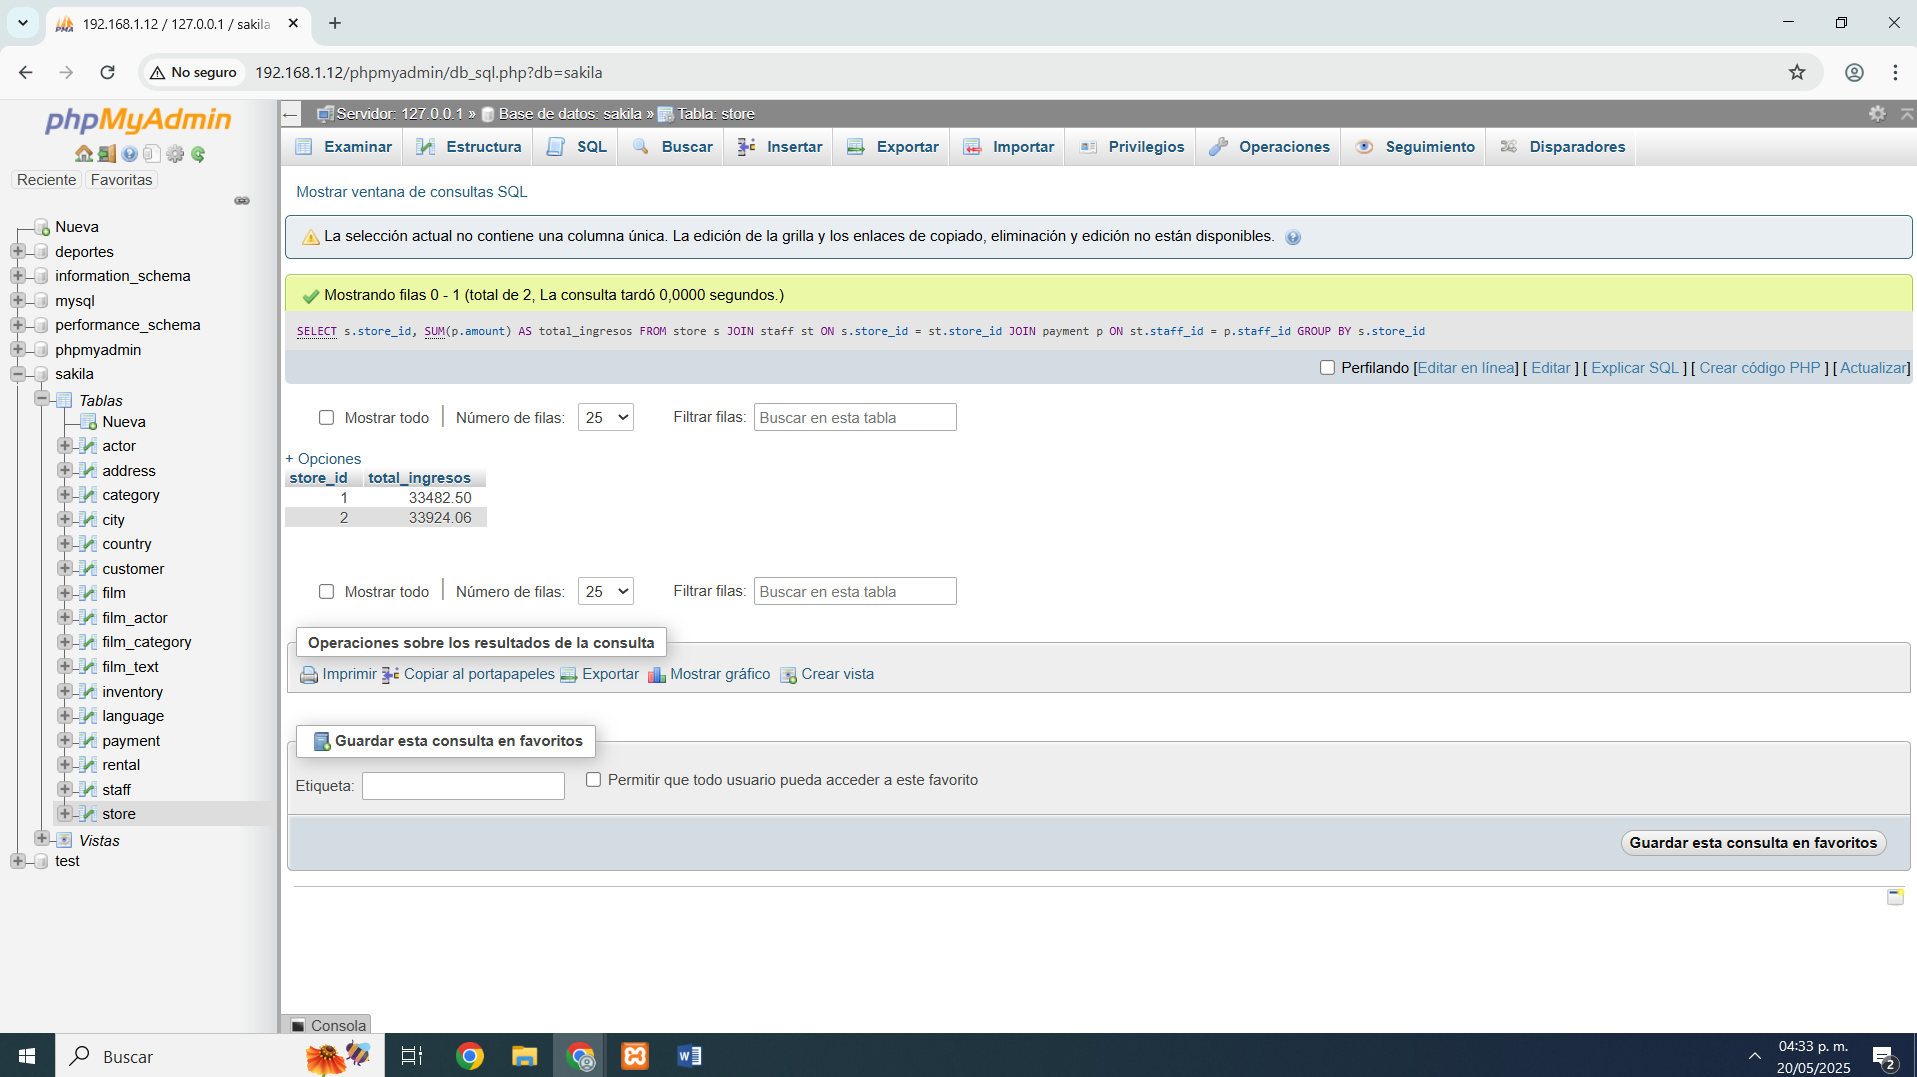 192.168.1.12 / 127.0.0.1 / sakila
No seguro
192.168.1.12/phpmyadmin/db_sql.php?db=sakila
phpMyAdmin
Reciente
Favoritas
Nueva
deportes
information_schema
mysql
performance_schema
phpmyadmin
sakila
Tablas
Nueva
actor
address
category
city
country
customer
film
film_actor
film_category
film_text
inventory
language
payment
rental
staff
store
Vistas
test
Servidor: 127.0.0.1 » Base de datos: sakila » Tabla: store
Examinar Estructura SQL Buscar Insertar Exportar Importar Privilegios Operaciones Seguimiento Disparadores
Mostrar ventana de consultas SQL
La selección actual no contiene una columna única. La edición de la grilla y los enlaces de copiado, eliminación y edición no están disponibles.
Mostrando filas 0 - 1 (total de 2, La consulta tardó 0,0000 segundos.)
SELECT s.store_id, SUM(p.amount) AS total_ingresos FROM store s JOIN staff st ON s.store_id = st.store_id JOIN payment p ON st.staff_id = p.staff_id GROUP BY s.store_id
Perfilando [Editar en línea] [ Editar ] [ Explicar SQL ] [ Crear código PHP ] [ Actualizar]
Mostrar todo | Número de filas: 25 Filtrar filas: Buscar en esta tabla
+ Opciones
store_id total_ingresos
1 33482.50
2 33924.06
Mostrar todo | Número de filas: 25 Filtrar filas: Buscar en esta tabla
Operaciones sobre los resultados de la consulta
Imprimir Copiar al portapapeles Exportar Mostrar gráfico Crear vista
Guardar esta consulta en favoritos
Etiqueta: Permitir que todo usuario pueda acceder a este favorito
Guardar esta consulta en favoritos
Consola
Buscar
04:33 p. m.
20/05/2025
2